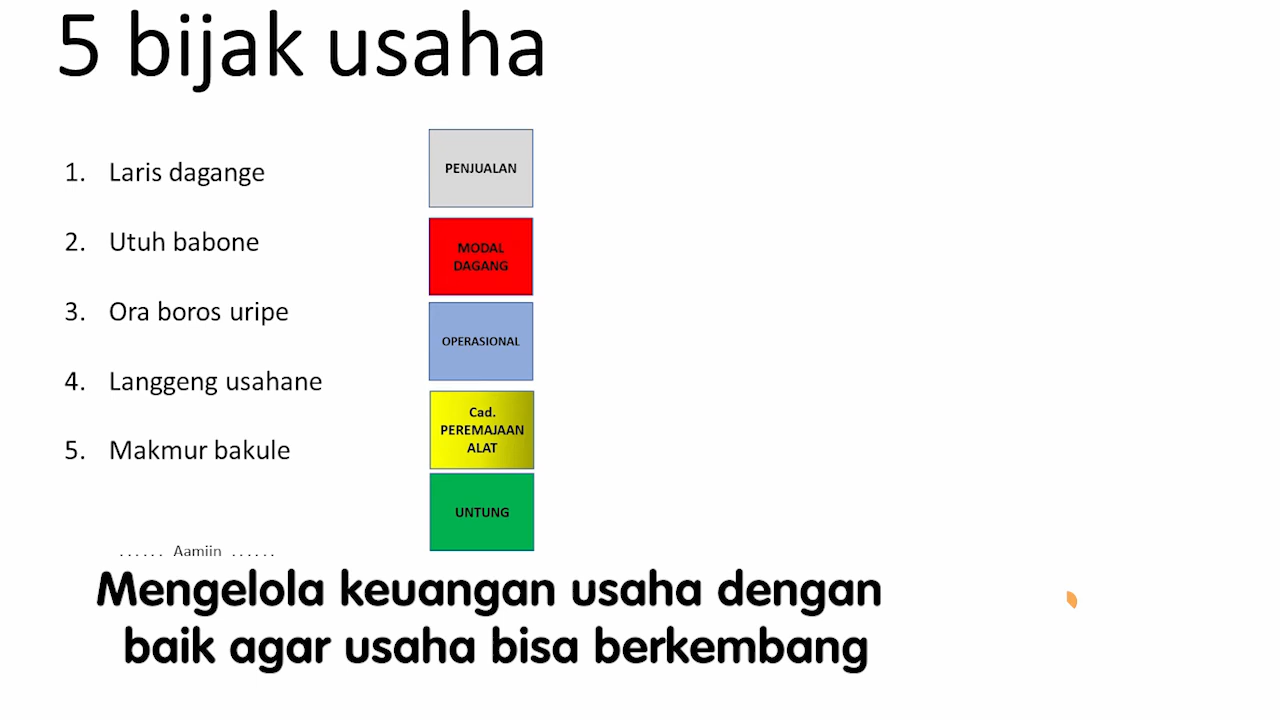 5 bijak usaha
1. Laris dagange
2. Utuh babone
3. Ora boros uripe
4. Langgeng usahane
5. Makmur bakule
...... Aamiin ......
PENJUALAN
MODAL
DAGANG
OPERASIONAL
Cad.
PEREMAJAAN
ALAT
UNTUNG
Mengelola keuangan usaha dengan
baik agar usaha bisa berkembang